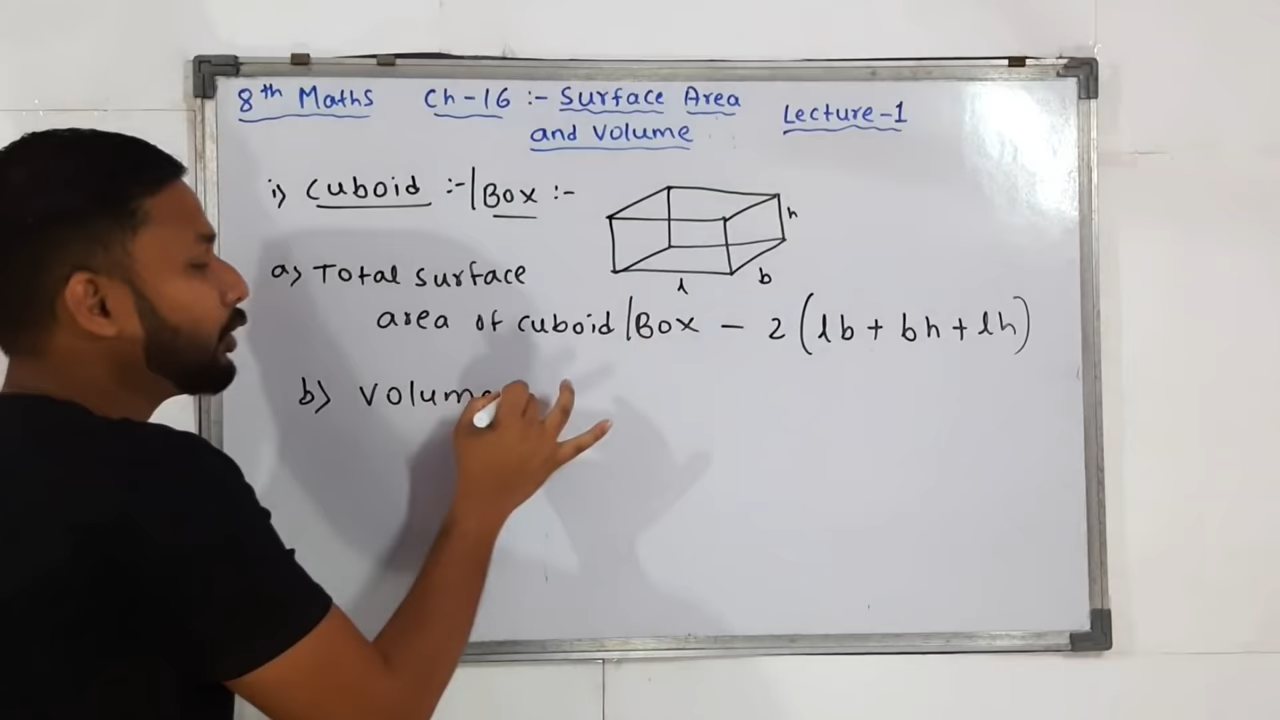 8th Maths Ch-16 :- Surface Area Lecture-1
and Volume
i) Cuboid :-|Box :-
h
a) Total surface
b
l
area of cuboid|Box - 2(lb+bh+lh)
b) Volume